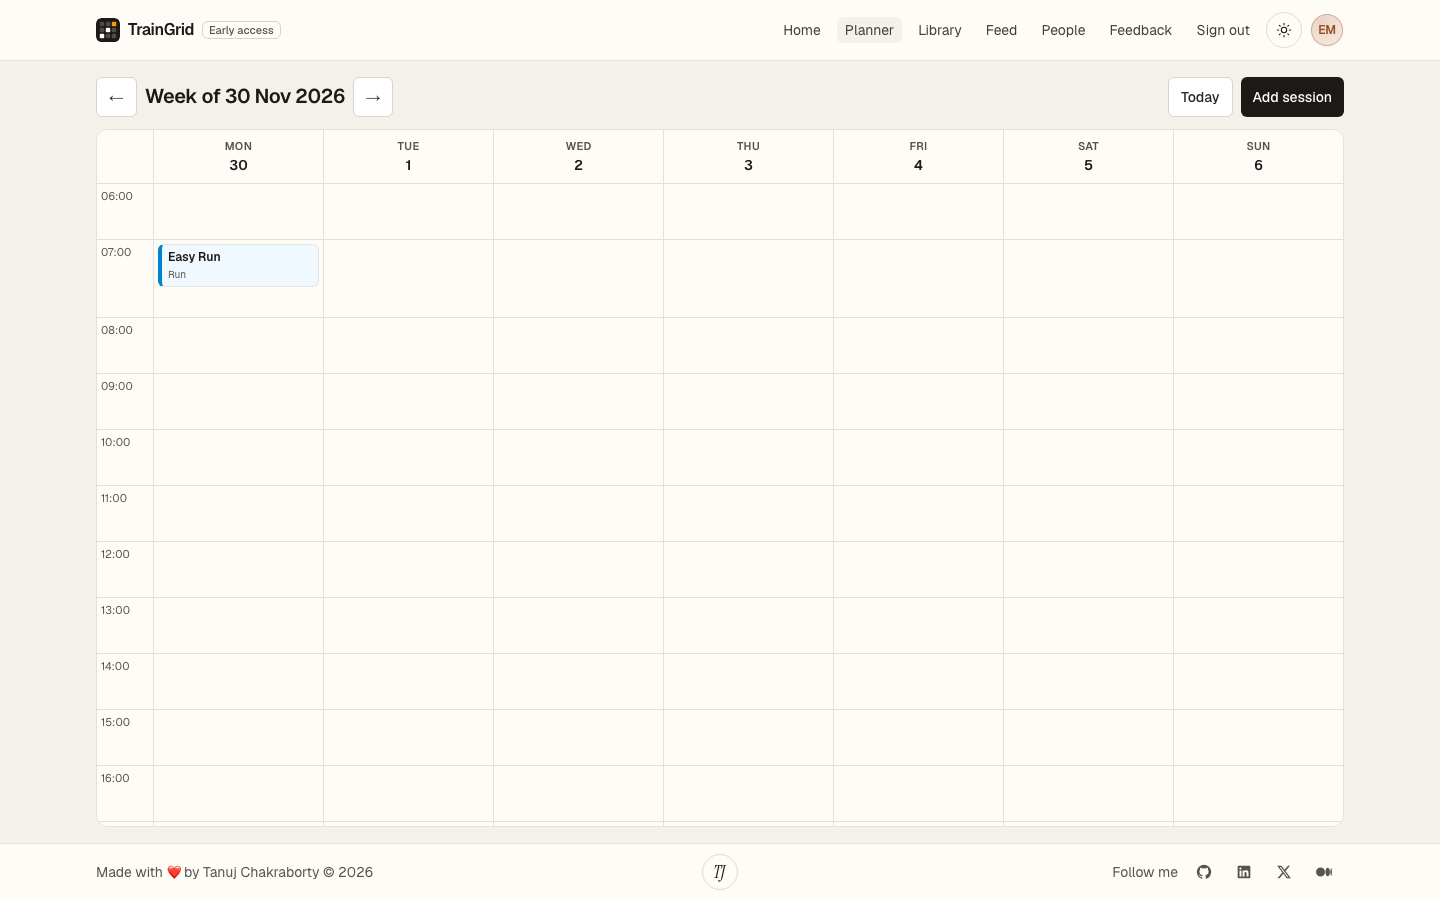 TrainGrid Early access Home Planner Library Feed People Feedback Sign out EM
← Week of 30 Nov 2026 → Today Add session
MON TUE WED THU FRI SAT SUN
30 1 2 3 4 5 6
06:00
07:00 Easy Run
Run
08:00
09:00
10:00
11:00
12:00
13:00
14:00
15:00
16:00
Made with ❤️ by Tanuj Chakraborty © 2026 TJ Follow me